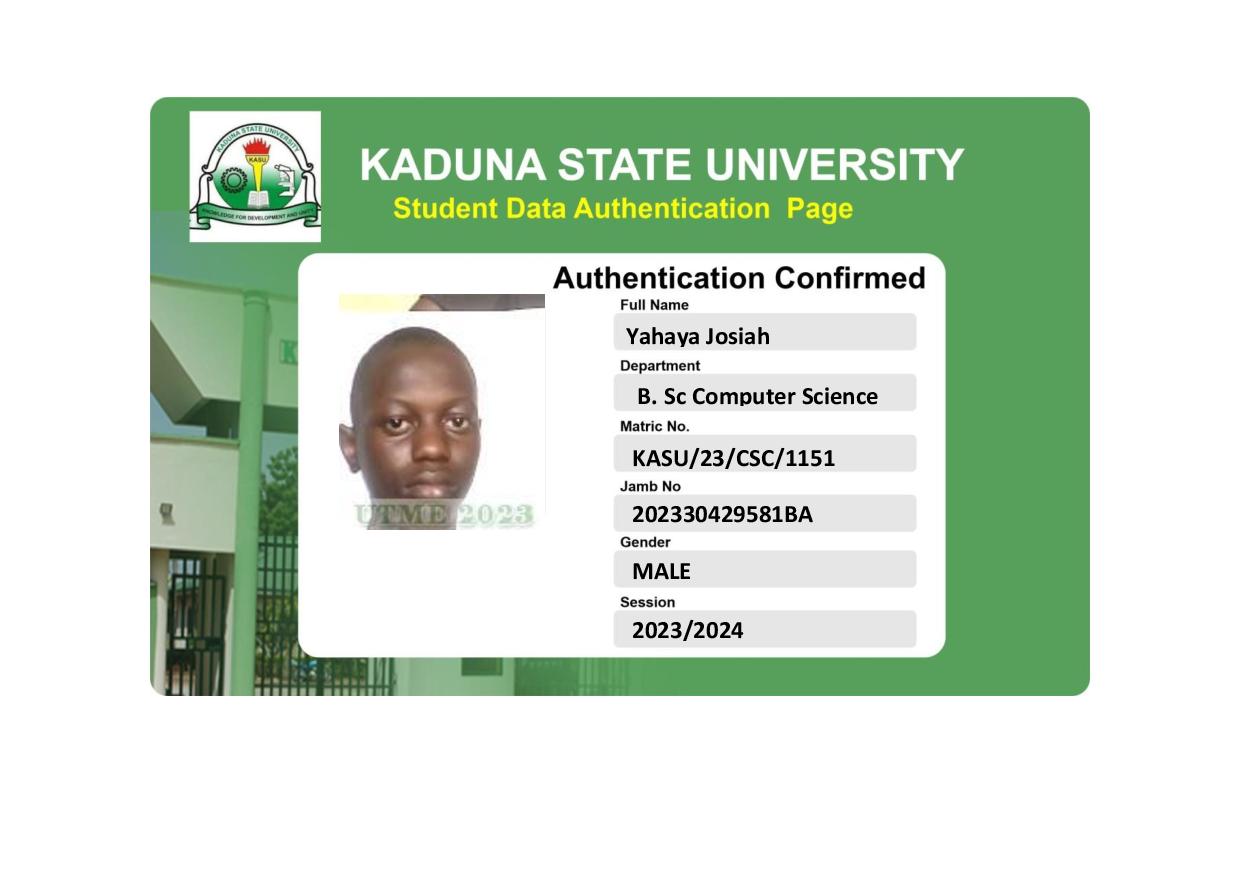 KADUNA STATE UNIVERSITY
KASU
KNOWLEDGE FOR DEVELOPMENT AND UNITY
KADUNA STATE UNIVERSITY
Student Data Authentication Page
Authentication Confirmed
Full Name
Yahaya Josiah
Department
B. Sc Computer Science
Matric No.
KASU/23/CSC/1151
Jamb No
202330429581BA
Gender
MALE
Session
2023/2024
UTME 2023
K